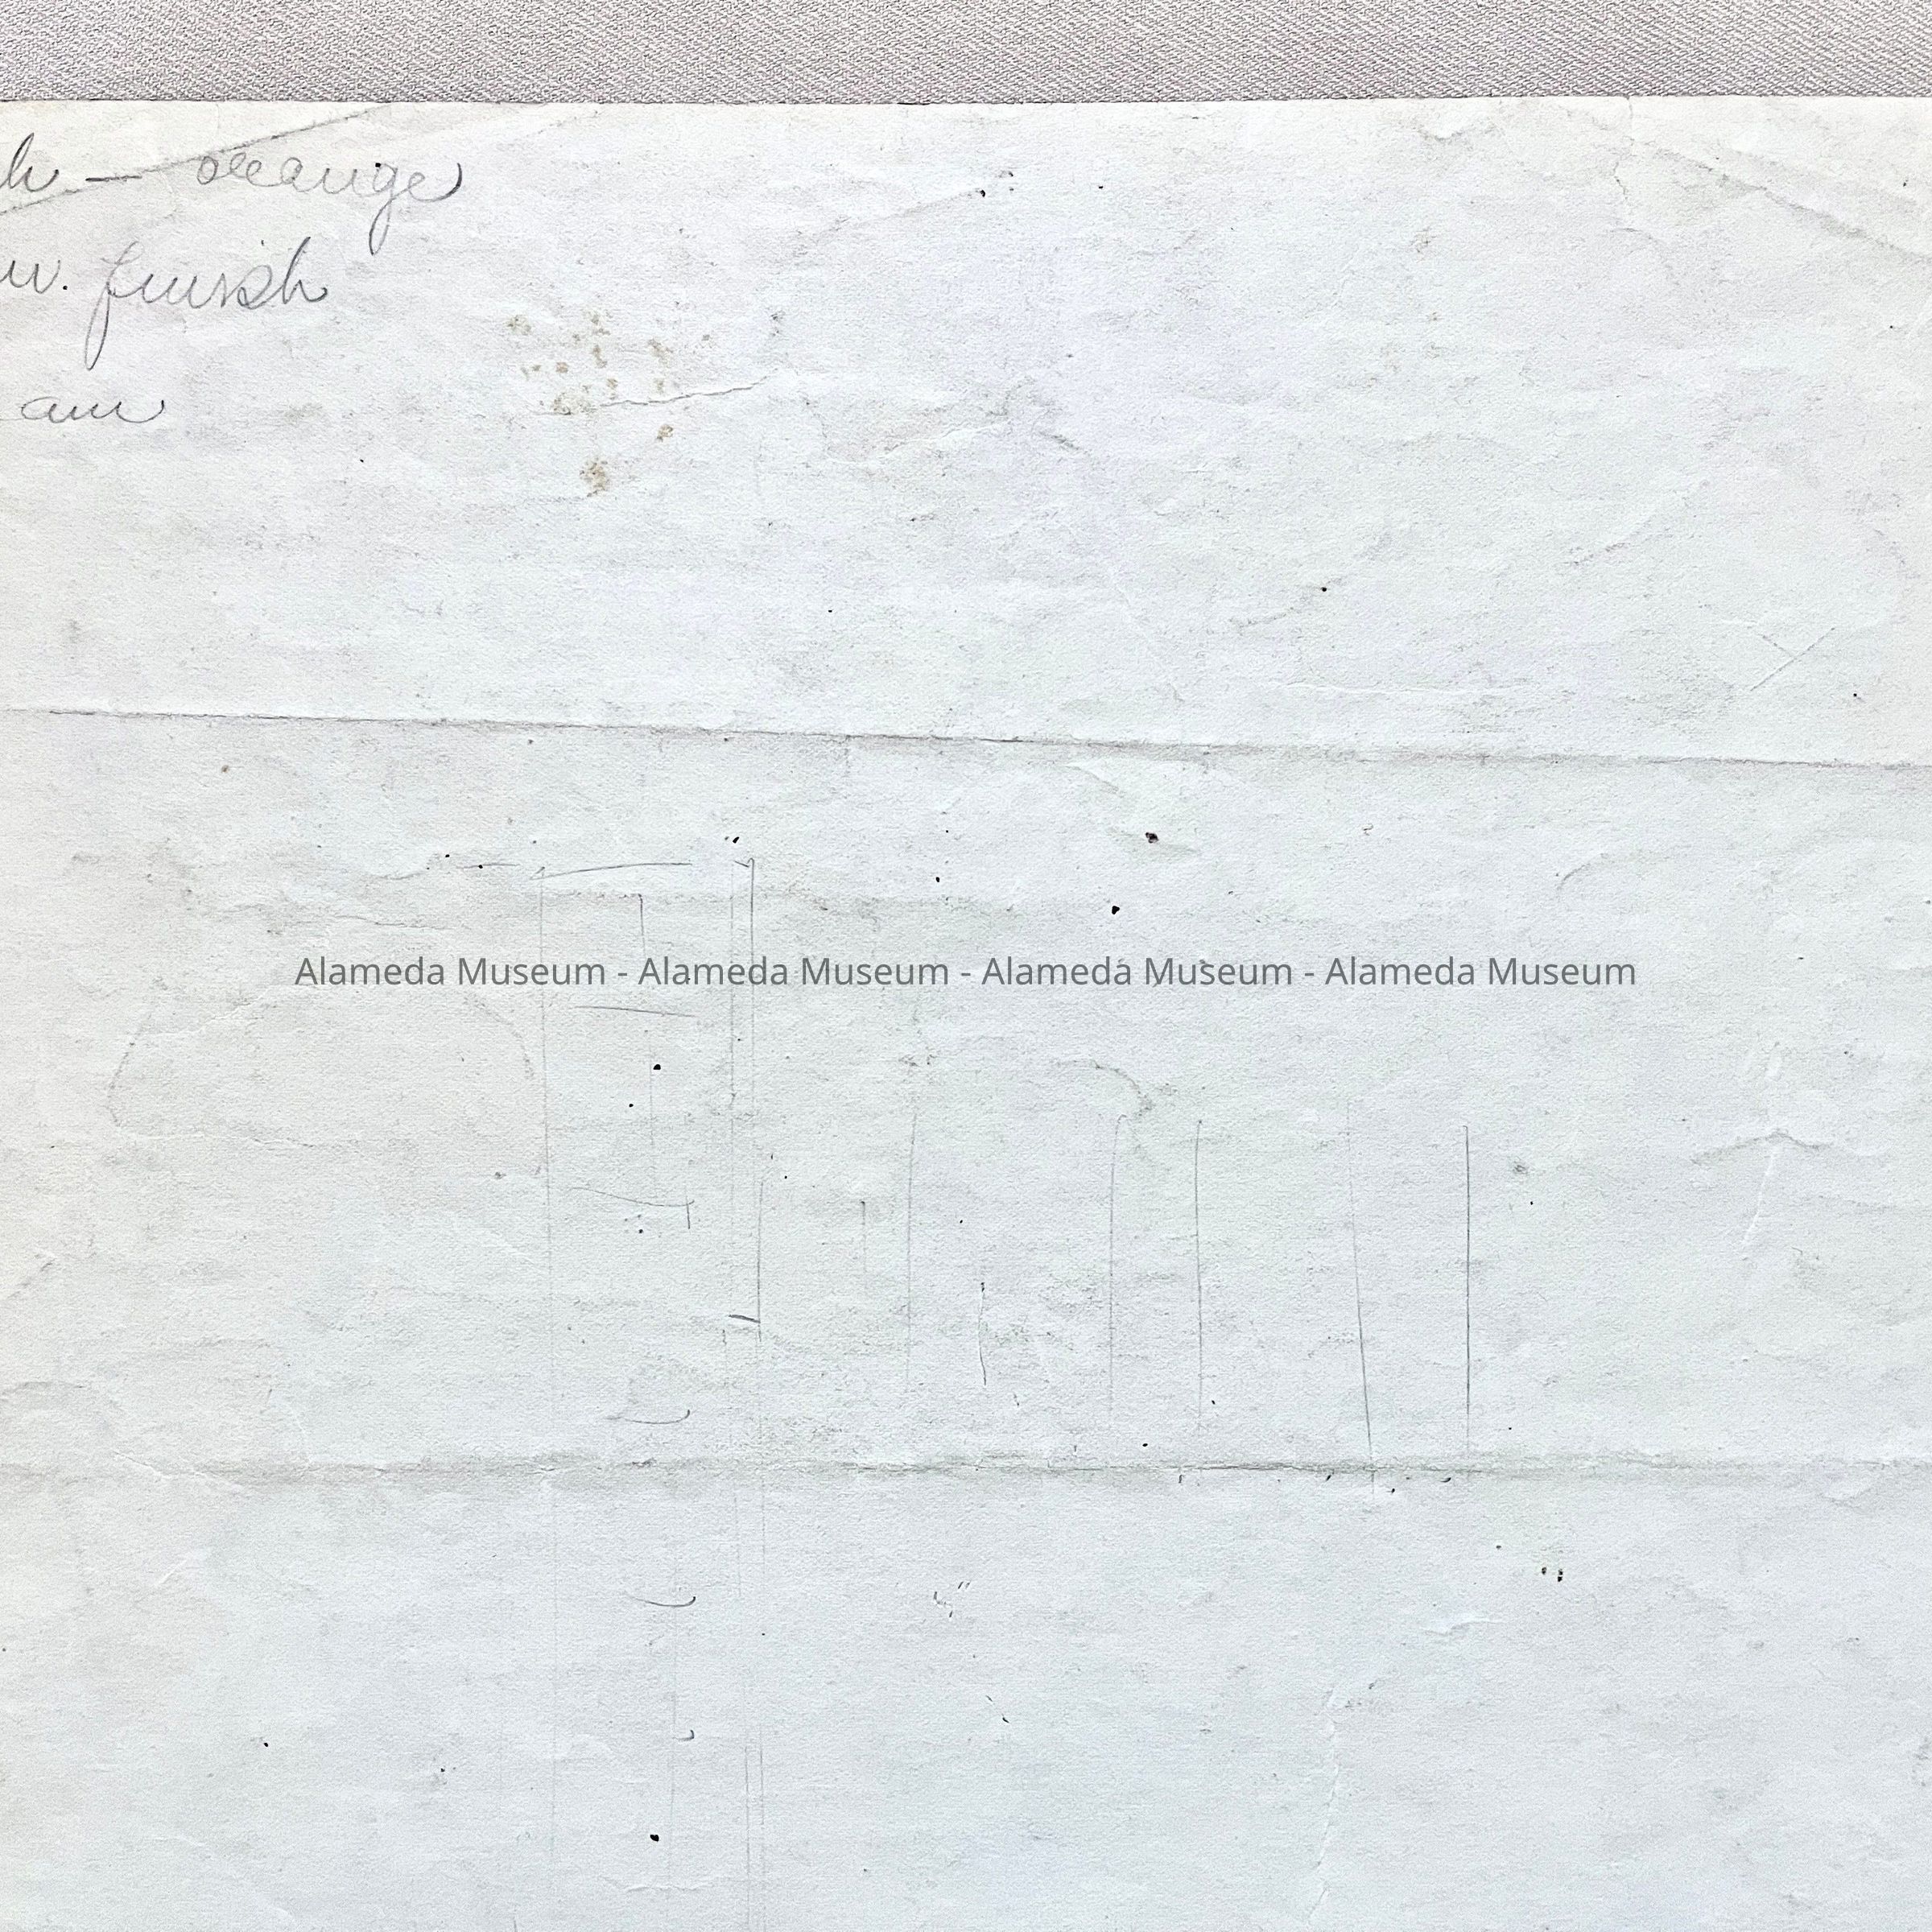 h — orange
w. finish
am
Alameda Museum - Alameda Museum - Alameda Museum - Alameda Museum